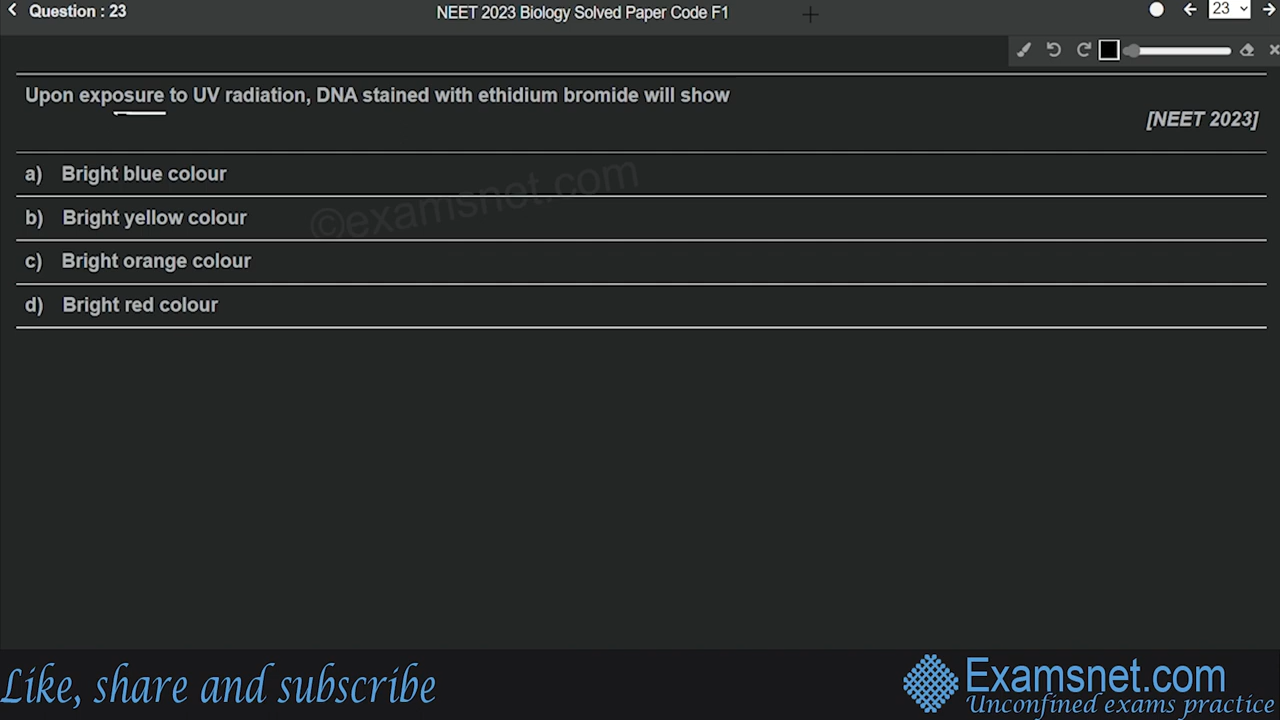 Question : 23
NEET 2023 Biology Solved Paper Code F1
23
Upon exposure to UV radiation, DNA stained with ethidium bromide will show
[NEET 2023]
a) Bright blue colour
©examsnet.com
b) Bright yellow colour
c) Bright orange colour
d) Bright red colour
Like, share and subscribe
Examsnet.com
Unconfined exams practice